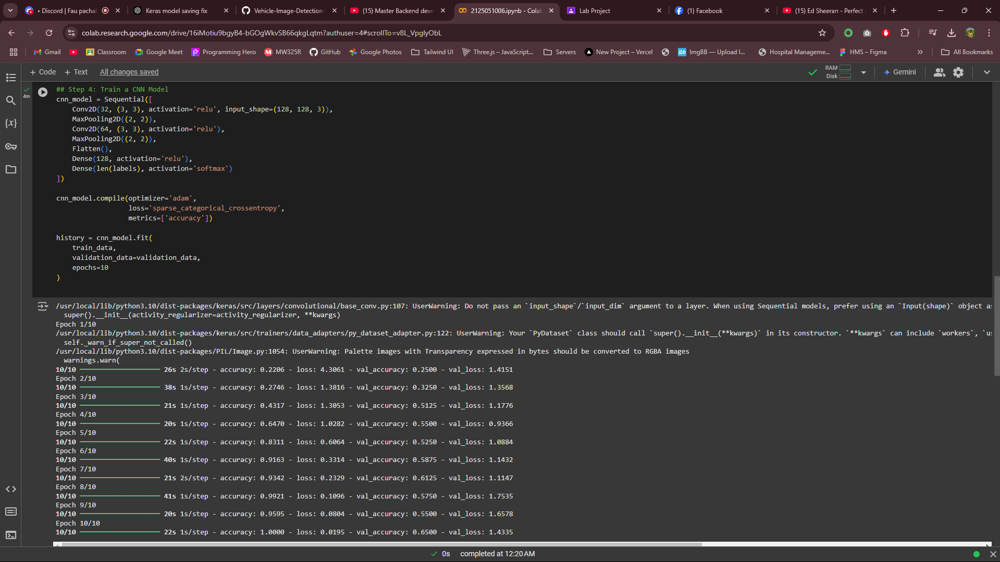 ▪ Discord | Fau pachal
Keras model saving fix
Vehicle-Image-Detection-
(15) Master Backend deve
2125051006.ipynb - Colab
Lab Project
(1) Facebook
(15) Ed Sheeran - Perfect
colab.research.google.com/drive/16iMotiu9bgyB4-bGOgWkvSB66qkgLqtm?authuser=4#scrollTo=v8L_VpglyObL
Gmail
Classroom
Google Meet
Programming Hero
MW325R
GitHub
Google Photos
Tailwind UI
Three.js – JavaScript...
Servers
New Project – Vercel
ibb ImgBB — Upload I...
Hospital Manageme...
HMS – Figma
»
All Bookmarks
+ Code + Text All changes saved
RAM
Disk
Gemini
4m
## Step 4: Train a CNN Model
cnn_model = Sequential([
    Conv2D(32, (3, 3), activation='relu', input_shape=(128, 128, 3)),
    MaxPooling2D((2, 2)),
    Conv2D(64, (3, 3), activation='relu'),
    MaxPooling2D((2, 2)),
    Flatten(),
    Dense(128, activation='relu'),
    Dense(len(labels), activation='softmax')
])
cnn_model.compile(optimizer='adam',
                  loss='sparse_categorical_crossentropy',
                  metrics=['accuracy'])
history = cnn_model.fit(
    train_data,
    validation_data=validation_data,
    epochs=10
)
/usr/local/lib/python3.10/dist-packages/keras/src/layers/convolutional/base_conv.py:107: UserWarning: Do not pass an `input_shape`/`input_dim` argument to a layer. When using Sequential models, prefer using an `Input(shape)` object as
  super().__init__(activity_regularizer=activity_regularizer, **kwargs)
Epoch 1/10
/usr/local/lib/python3.10/dist-packages/keras/src/trainers/data_adapters/py_dataset_adapter.py:122: UserWarning: Your `PyDataset` class should call `super().__init__(**kwargs)` in its constructor. `**kwargs` can include `workers`, `us
  self._warn_if_super_not_called()
/usr/local/lib/python3.10/dist-packages/PIL/Image.py:1054: UserWarning: Palette images with Transparency expressed in bytes should be converted to RGBA images
  warnings.warn(
10/10 ━━━━━━━━━━━━━━━━━━━━ 26s 2s/step - accuracy: 0.2206 - loss: 4.3061 - val_accuracy: 0.2500 - val_loss: 1.4151
Epoch 2/10
10/10 ━━━━━━━━━━━━━━━━━━━━ 38s 1s/step - accuracy: 0.2746 - loss: 1.3816 - val_accuracy: 0.3250 - val_loss: 1.3568
Epoch 3/10
10/10 ━━━━━━━━━━━━━━━━━━━━ 21s 1s/step - accuracy: 0.4317 - loss: 1.3053 - val_accuracy: 0.5125 - val_loss: 1.1776
Epoch 4/10
10/10 ━━━━━━━━━━━━━━━━━━━━ 20s 1s/step - accuracy: 0.6470 - loss: 1.0282 - val_accuracy: 0.5500 - val_loss: 0.9366
Epoch 5/10
10/10 ━━━━━━━━━━━━━━━━━━━━ 22s 1s/step - accuracy: 0.8311 - loss: 0.6064 - val_accuracy: 0.5250 - val_loss: 1.0884
Epoch 6/10
10/10 ━━━━━━━━━━━━━━━━━━━━ 40s 1s/step - accuracy: 0.9163 - loss: 0.3314 - val_accuracy: 0.5875 - val_loss: 1.1432
Epoch 7/10
10/10 ━━━━━━━━━━━━━━━━━━━━ 21s 2s/step - accuracy: 0.9342 - loss: 0.2329 - val_accuracy: 0.6125 - val_loss: 1.1147
Epoch 8/10
10/10 ━━━━━━━━━━━━━━━━━━━━ 41s 1s/step - accuracy: 0.9921 - loss: 0.1096 - val_accuracy: 0.5750 - val_loss: 1.7535
Epoch 9/10
10/10 ━━━━━━━━━━━━━━━━━━━━ 20s 1s/step - accuracy: 0.9595 - loss: 0.0804 - val_accuracy: 0.5500 - val_loss: 1.6578
Epoch 10/10
10/10 ━━━━━━━━━━━━━━━━━━━━ 22s 1s/step - accuracy: 1.0000 - loss: 0.0195 - val_accuracy: 0.6500 - val_loss: 1.4335
0s completed at 12:20 AM